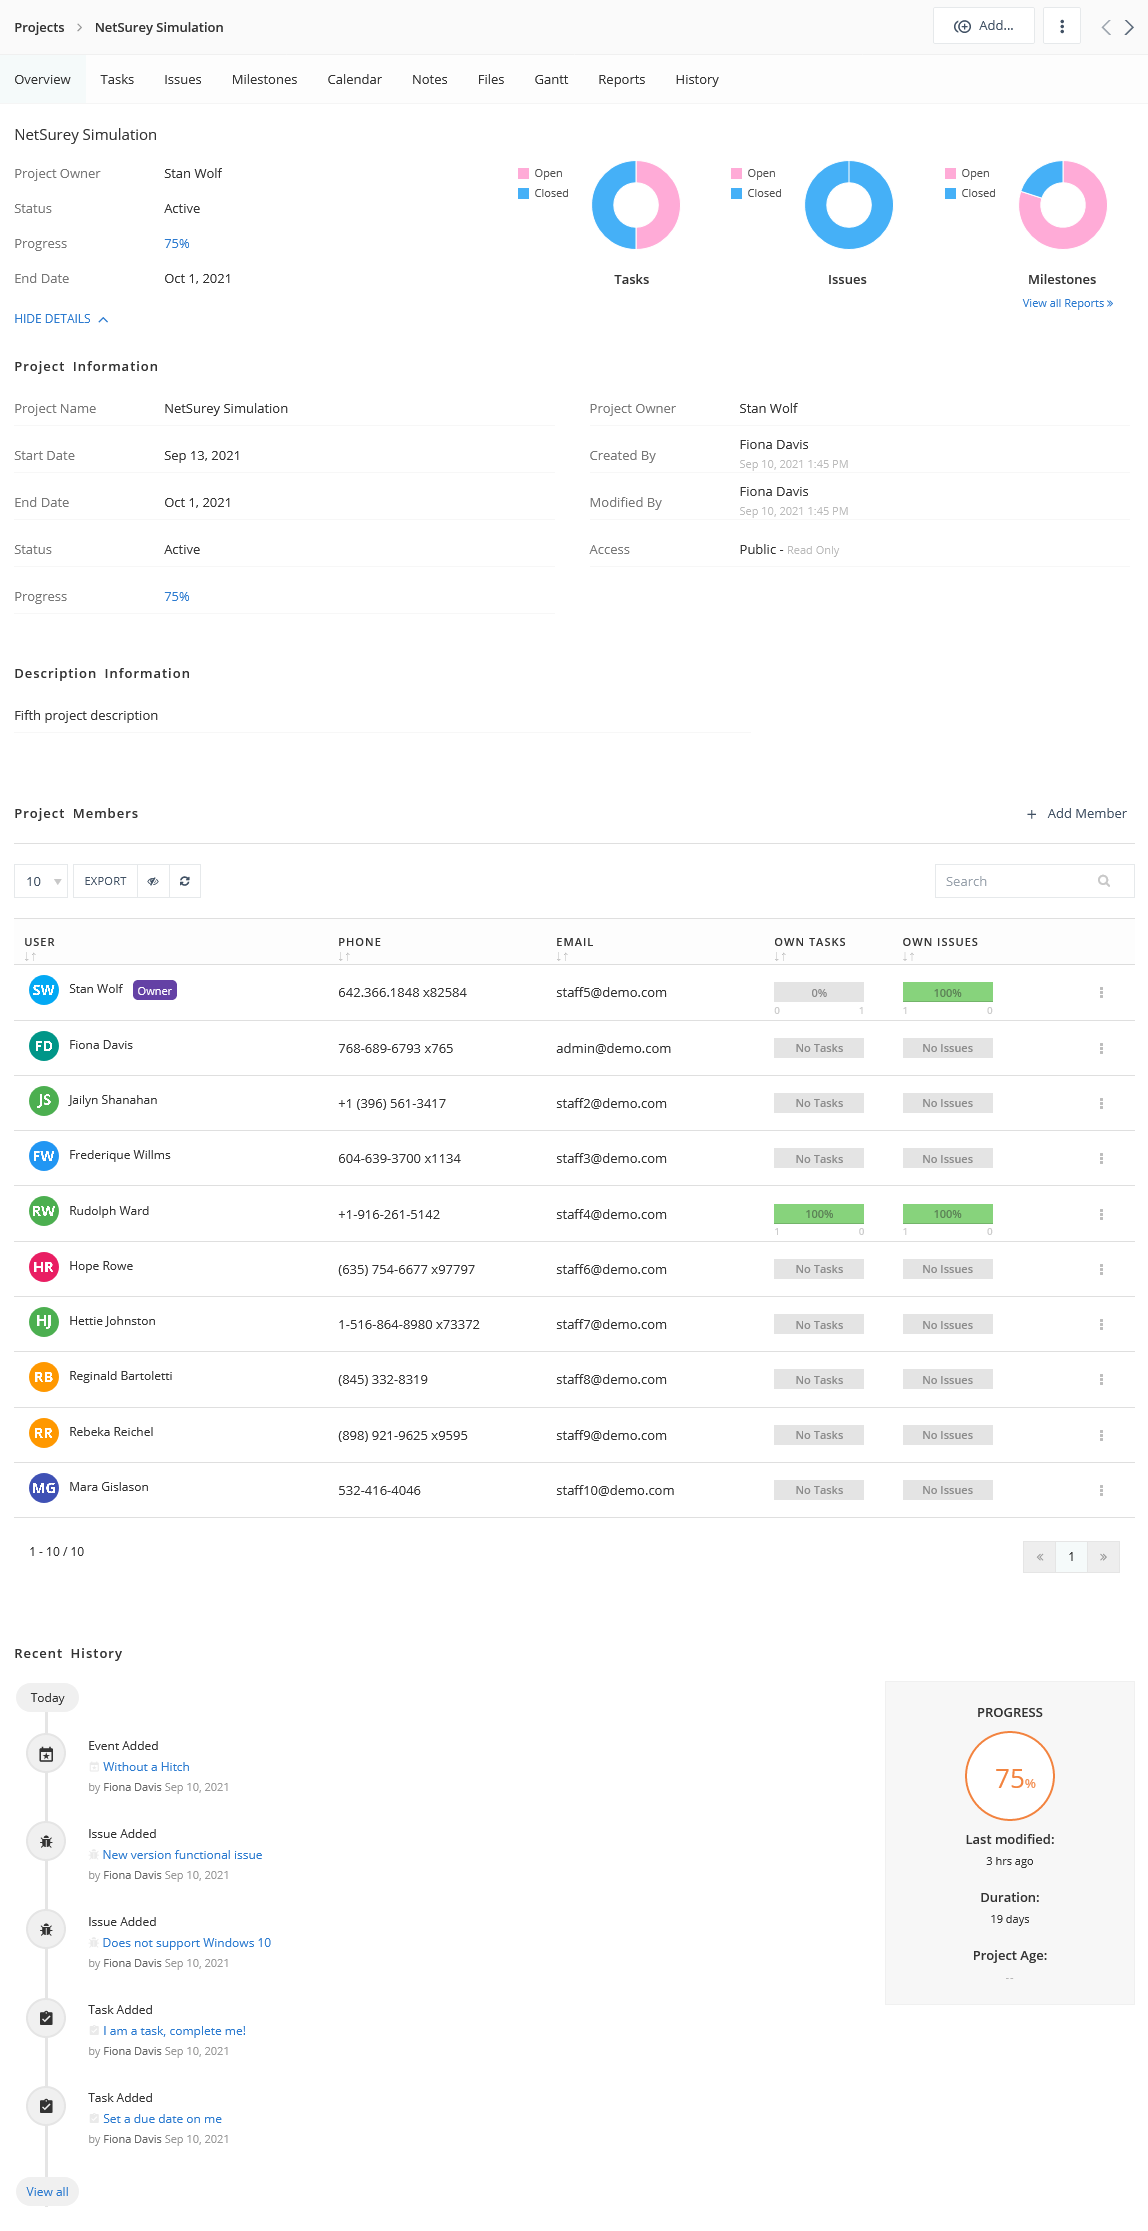 Projects > NetSurey Simulation Add...
Overview Tasks Issues Milestones Calendar Notes Files Gantt Reports History
NetSurey Simulation
Project Owner Stan Wolf
Status Active
Progress 75%
End Date Oct 1, 2021
HIDE DETAILS
Open
Closed
Tasks
Open
Closed
Issues
Open
Closed
Milestones
View all Reports »
Project Information
Project Name NetSurey Simulation
Start Date Sep 13, 2021
End Date Oct 1, 2021
Status Active
Progress 75%
Project Owner Stan Wolf
Created By Fiona Davis
Sep 10, 2021 1:45 PM
Modified By Fiona Davis
Sep 10, 2021 1:45 PM
Access Public - Read Only
Description Information
Fifth project description
Project Members + Add Member
10 EXPORT Search
USER PHONE EMAIL OWN TASKS OWN ISSUES
SW Stan Wolf Owner 642.366.1848 x82584 staff5@demo.com 0% 100%
0 1 1 0
FD Fiona Davis 768-689-6793 x765 admin@demo.com No Tasks No Issues
JS Jailyn Shanahan +1 (396) 561-3417 staff2@demo.com No Tasks No Issues
FW Frederique Willms 604-639-3700 x1134 staff3@demo.com No Tasks No Issues
RW Rudolph Ward +1-916-261-5142 staff4@demo.com 100% 100%
1 0 1 0
HR Hope Rowe (635) 754-6677 x97797 staff6@demo.com No Tasks No Issues
HJ Hettie Johnston 1-516-864-8980 x73372 staff7@demo.com No Tasks No Issues
RB Reginald Bartoletti (845) 332-8319 staff8@demo.com No Tasks No Issues
RR Rebeka Reichel (898) 921-9625 x9595 staff9@demo.com No Tasks No Issues
MG Mara Gislason 532-416-4046 staff10@demo.com No Tasks No Issues
1 - 10 / 10 « 1 »
Recent History
Today
Event Added
Without a Hitch
by Fiona Davis Sep 10, 2021
Issue Added
New version functional issue
by Fiona Davis Sep 10, 2021
Issue Added
Does not support Windows 10
by Fiona Davis Sep 10, 2021
Task Added
I am a task, complete me!
by Fiona Davis Sep 10, 2021
Task Added
Set a due date on me
by Fiona Davis Sep 10, 2021
View all
PROGRESS
75%
Last modified:
3 hrs ago
Duration:
19 days
Project Age:
--